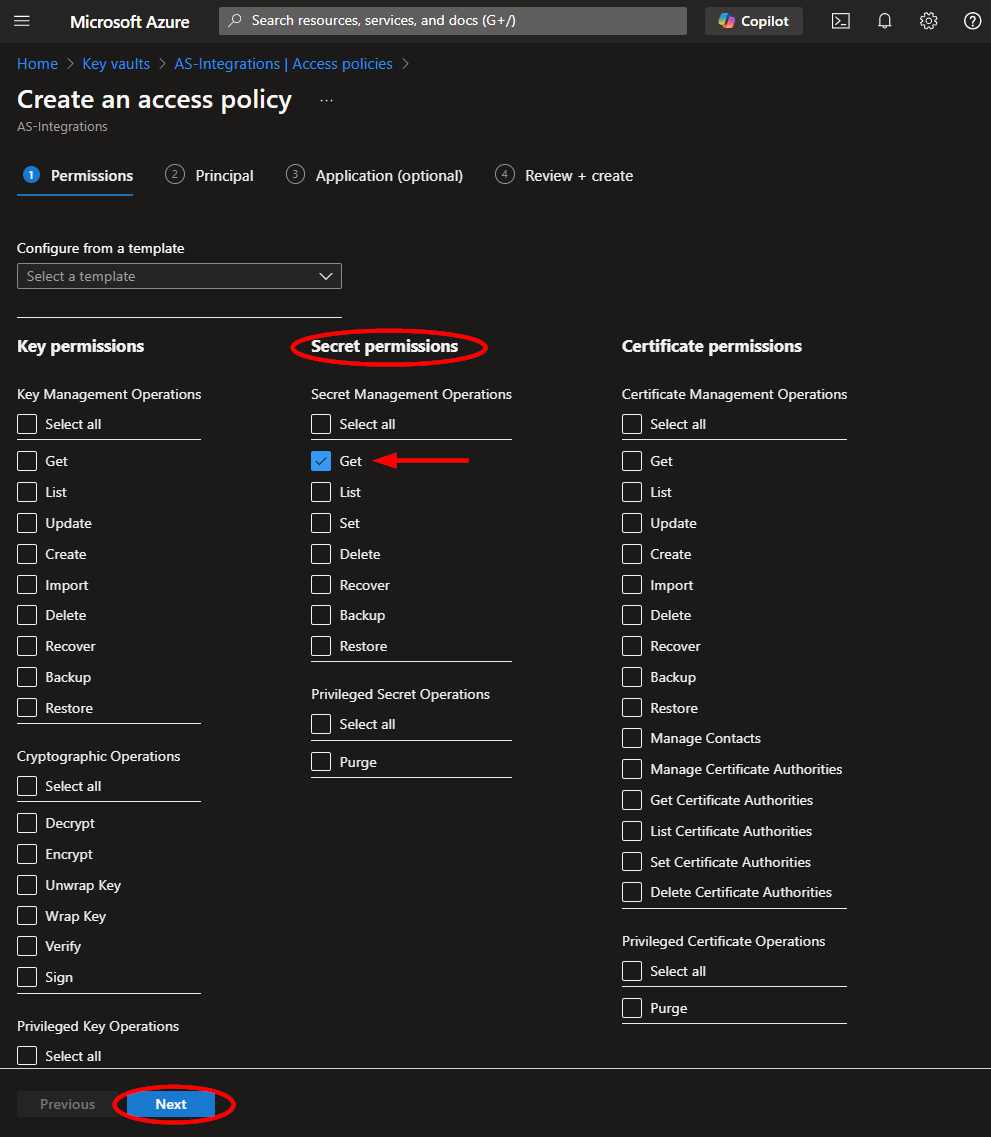 Microsoft Azure
Search resources, services, and docs (G+/)
Copilot
Home > Key vaults > AS-Integrations | Access policies >
Create an access policy ...
AS-Integrations
1 Permissions
2 Principal
3 Application (optional)
4 Review + create
Configure from a template
Select a template
Key permissions
Key Management Operations
Select all
Get
List
Update
Create
Import
Delete
Recover
Backup
Restore
Cryptographic Operations
Select all
Decrypt
Encrypt
Unwrap Key
Wrap Key
Verify
Sign
Privileged Key Operations
Select all
Secret permissions
Secret Management Operations
Select all
Get
List
Set
Delete
Recover
Backup
Restore
Privileged Secret Operations
Select all
Purge
Certificate permissions
Certificate Management Operations
Select all
Get
List
Update
Create
Import
Delete
Recover
Backup
Restore
Manage Contacts
Manage Certificate Authorities
Get Certificate Authorities
List Certificate Authorities
Set Certificate Authorities
Delete Certificate Authorities
Privileged Certificate Operations
Select all
Purge
Previous
Next